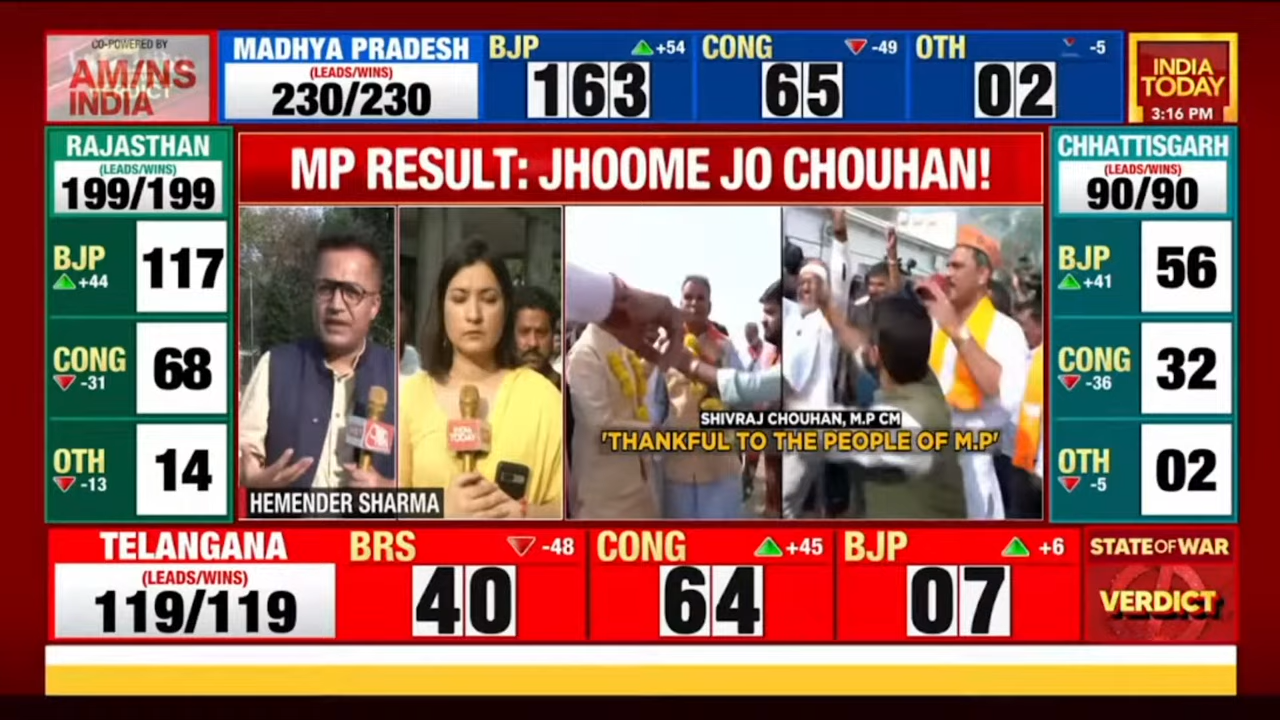 CO-POWERED BY
AM/NS
INDIA
MADHYA PRADESH
(LEADS/WINS)
230/230
BJP
+54
163
CONG
-49
65
OTH
-5
02
INDIA
TODAY
3:16 PM
RAJASTHAN
(LEADS/WINS)
199/199
BJP
+44
117
CONG
-31
68
OTH
-13
14
MP RESULT: JHOOME JO CHOUHAN!
INDIA
TODAY
SHIVRAJ CHOUHAN, M.P CM
'THANKFUL TO THE PEOPLE OF M.P'
HEMENDER SHARMA
CHHATTISGARH
(LEADS/WINS)
90/90
BJP
+41
56
CONG
-36
32
OTH
-5
02
TELANGANA
(LEADS/WINS)
119/119
BRS
-48
40
CONG
+45
64
BJP
+6
07
STATE OF WAR
VERDICT